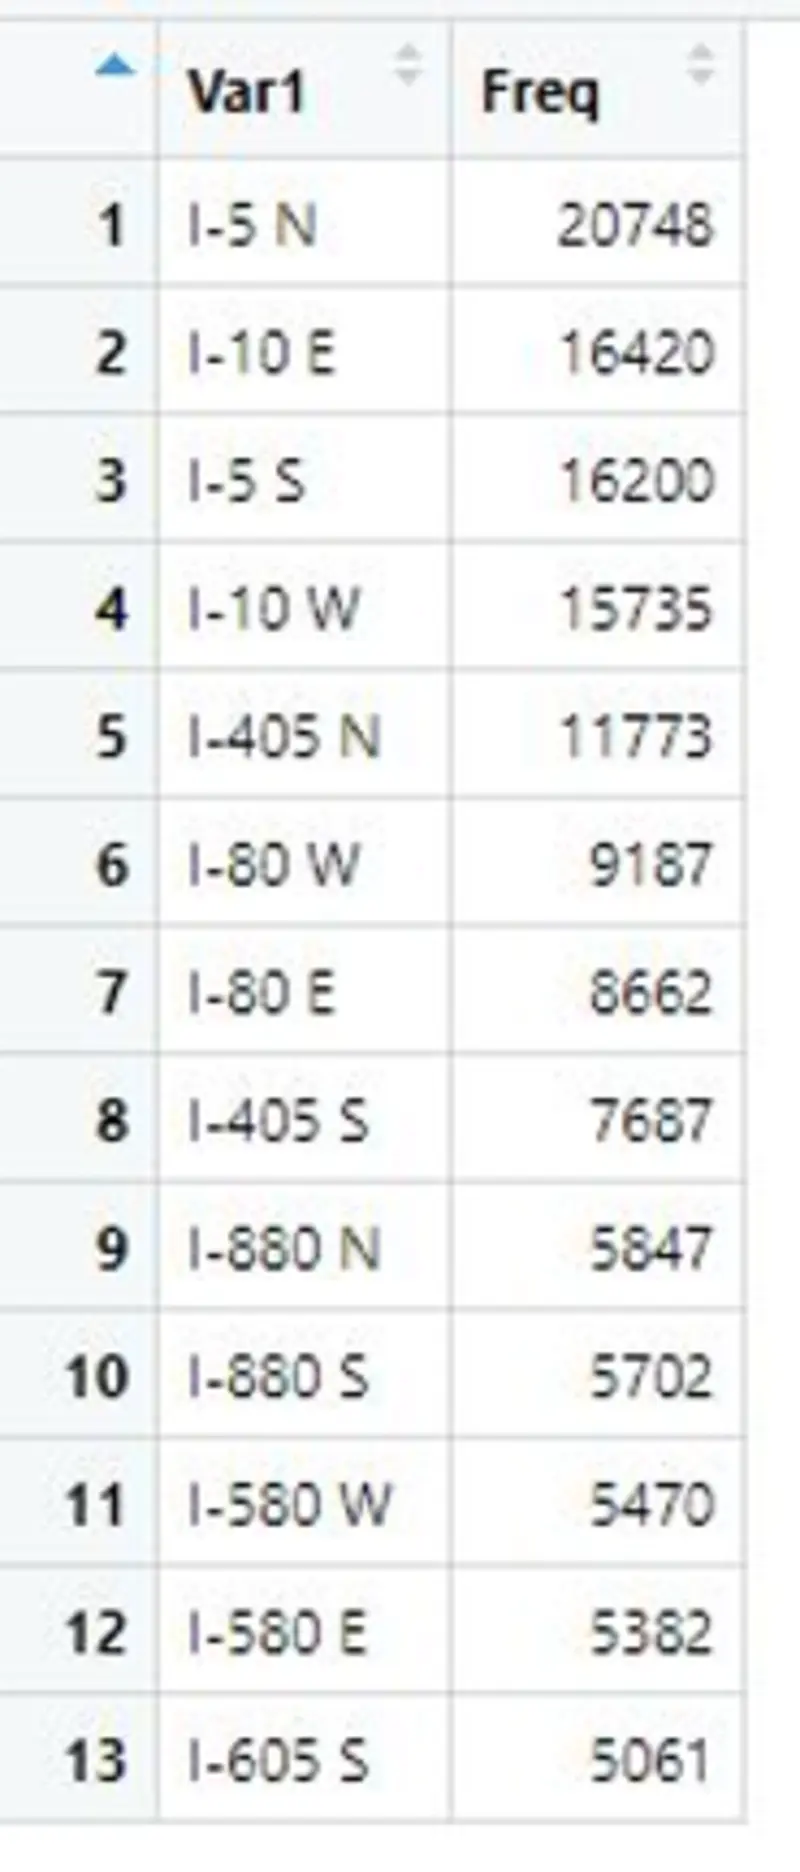 Var1 Freq
1 I-5 N 20748
2 I-10 E 16420
3 I-5 S 16200
4 I-10 W 15735
5 I-405 N 11773
6 I-80 W 9187
7 I-80 E 8662
8 I-405 S 7687
9 I-880 N 5847
10 I-880 S 5702
11 I-580 W 5470
12 I-580 E 5382
13 I-605 S 5061